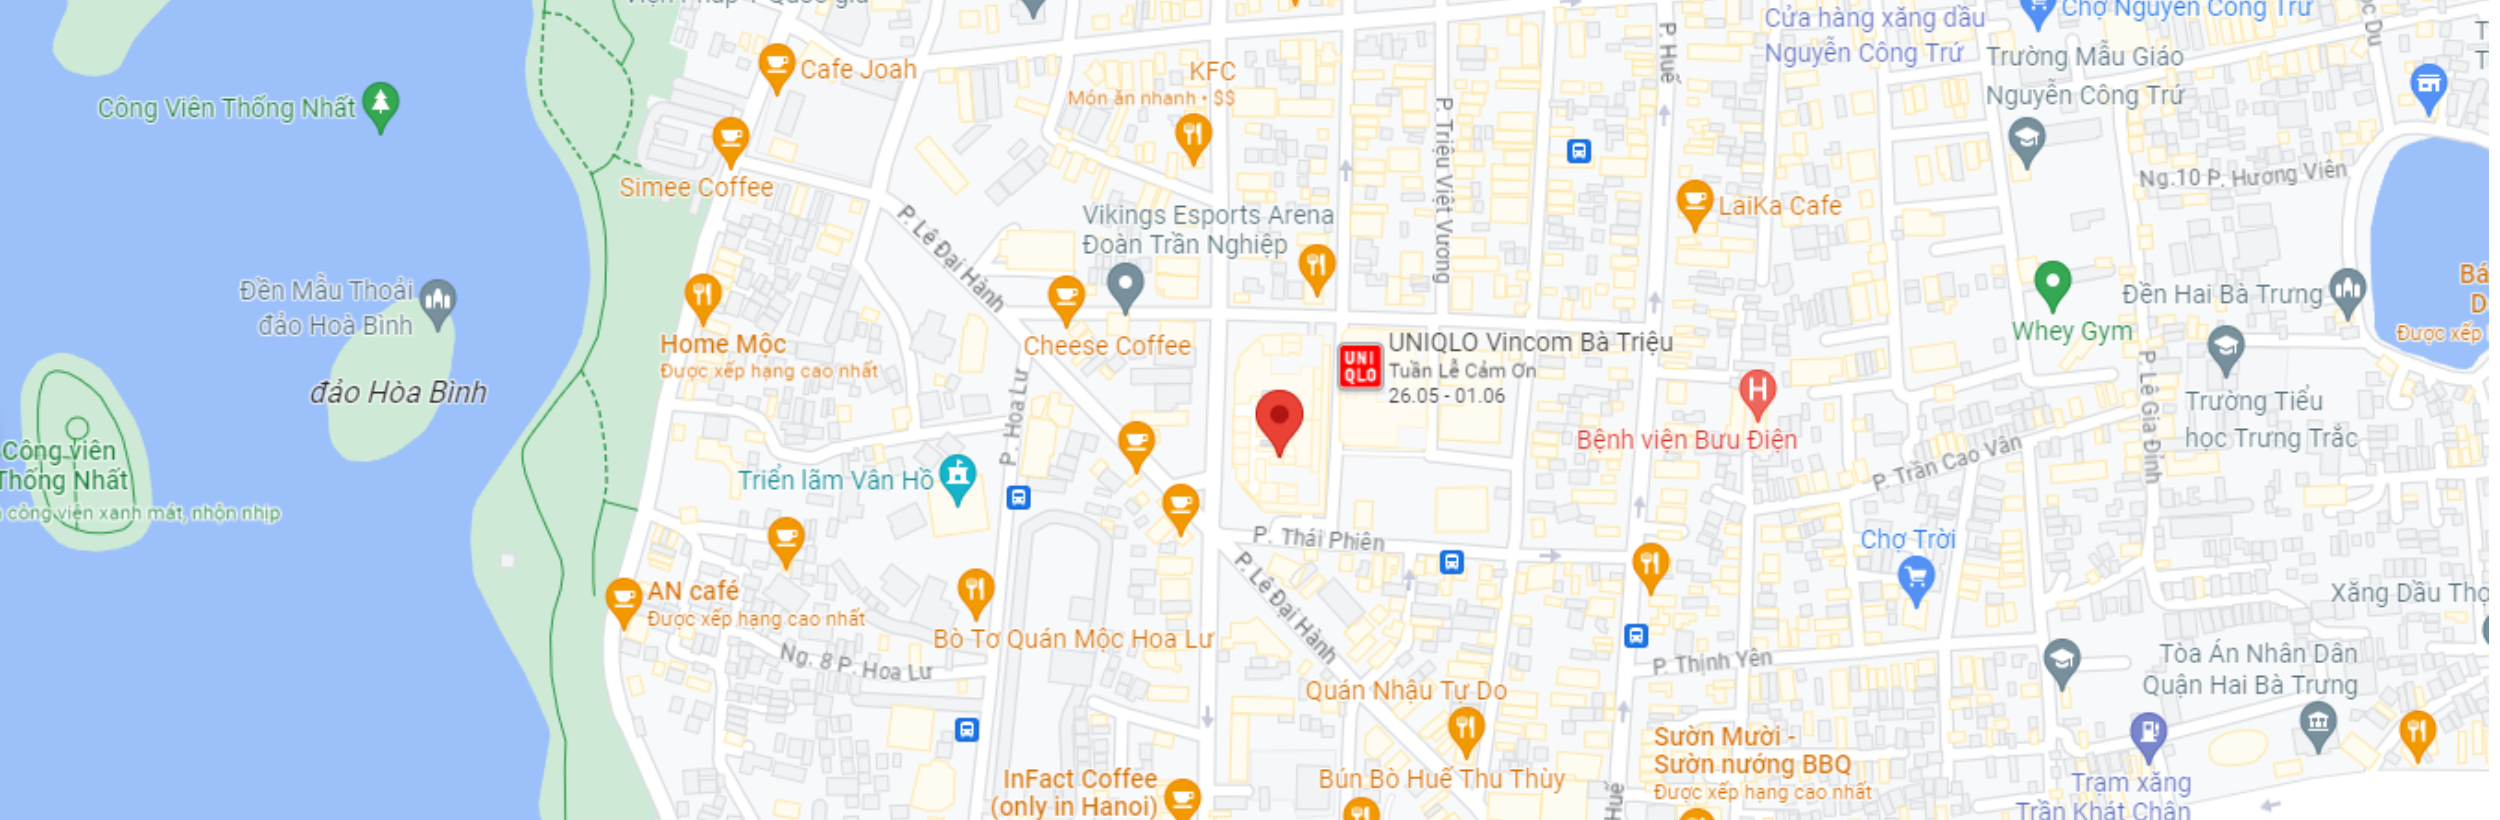 Công Viên Thống Nhất
Cafe Joah
Simee Coffee
KFC
Món ăn nhanh • $$
P. Huế
Cửa hàng xăng dầu
Nguyễn Công Trứ
Chợ Nguyễn Công Trứ
Trường Mẫu Giáo
Nguyễn Công Trứ
Ng.10 P. Hương Viên
P. Triệu Việt Vương
LaiKa Cafe
Vikings Esports Arena
Đoàn Trần Nghiệp
P. Lê Đại Hành
Đền Mẫu Thoải
đảo Hoà Bình
đảo Hòa Bình
Home Mộc
Được xếp hạng cao nhất
Cheese Coffee
UNI
QLO
UNIQLO Vincom Bà Triệu
Tuần Lễ Cảm Ơn
26.05 - 01.06
Đền Hai Bà Trưng
Whey Gym
Được xếp
P. Hoa Lư
P. Lê Gia Đỉnh
Trường Tiểu
học Trưng Trắc
H
Bệnh viện Bưu Điện
P. Trần Cao Vân
Công viên
Thống Nhất
công viên xanh mát, nhộn nhịp
Triển lãm Vân Hồ
P. Thái Phiên
Chợ Trời
AN café
Được xếp hạng cao nhất
Bò Tơ Quán Mộc Hoa Lư
P. Lê Đại Hành
Xăng Dầu
Ng. 8 P. Hoa Lư
P. Thịnh Yên
Tòa Án Nhân Dân
Quận Hai Bà Trưng
Quán Nhậu Tự Do
Sườn Mười -
Sườn nướng BBQ
Được xếp hạng cao nhất
InFact Coffee
(only in Hanoi)
Bún Bò Huế Thu Thủy
Huế
Trạm xăng
Trần Khát Chân